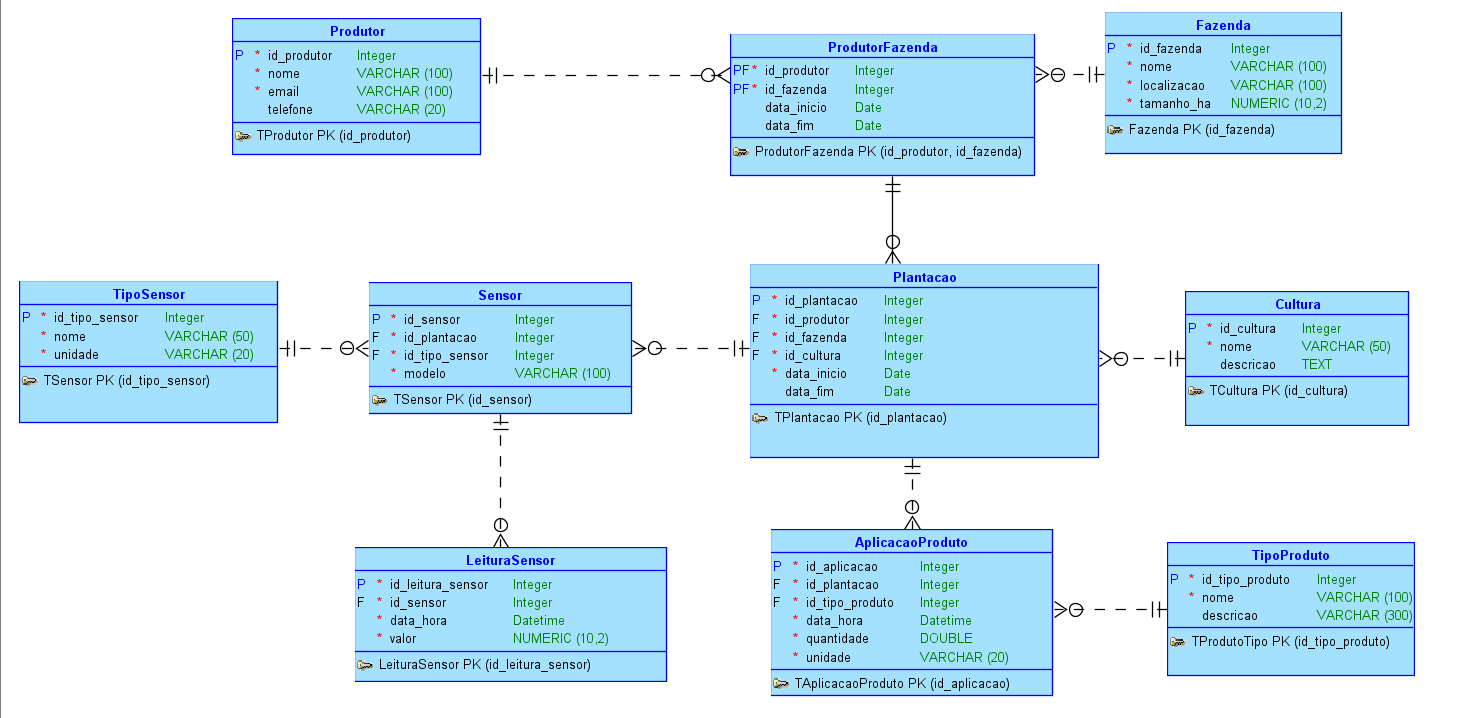 Produtor
P * id_produtor Integer
* nome VARCHAR (100)
* email VARCHAR (100)
telefone VARCHAR (20)
TProdutor PK (id_produtor)
ProdutorFazenda
PF * id_produtor Integer
PF * id_fazenda Integer
data_inicio Date
data_fim Date
ProdutorFazenda PK (id_produtor, id_fazenda)
Fazenda
P * id_fazenda Integer
* nome VARCHAR (100)
* localizacao VARCHAR (100)
* tamanho_ha NUMERIC (10,2)
Fazenda PK (id_fazenda)
TipoSensor
P * id_tipo_sensor Integer
* nome VARCHAR (50)
* unidade VARCHAR (20)
TSensor PK (id_tipo_sensor)
Sensor
P * id_sensor Integer
F * id_plantacao Integer
F * id_tipo_sensor Integer
* modelo VARCHAR (100)
TSensor PK (id_sensor)
Plantacao
P * id_plantacao Integer
F * id_produtor Integer
F * id_fazenda Integer
F * id_cultura Integer
* data_inicio Date
data_fim Date
TPlantacao PK (id_plantacao)
Cultura
P * id_cultura Integer
* nome VARCHAR (50)
descricao TEXT
TCultura PK (id_cultura)
LeituraSensor
P * id_leitura_sensor Integer
F * id_sensor Integer
* data_hora Datetime
* valor NUMERIC (10,2)
LeituraSensor PK (id_leitura_sensor)
AplicacaoProduto
P * id_aplicacao Integer
F * id_plantacao Integer
F * id_tipo_produto Integer
* data_hora Datetime
* quantidade DOUBLE
* unidade VARCHAR (20)
TAplicacaoProduto PK (id_aplicacao)
TipoProduto
P * id_tipo_produto Integer
* nome VARCHAR (100)
descricao VARCHAR (300)
TProdutoTipo PK (id_tipo_produto)